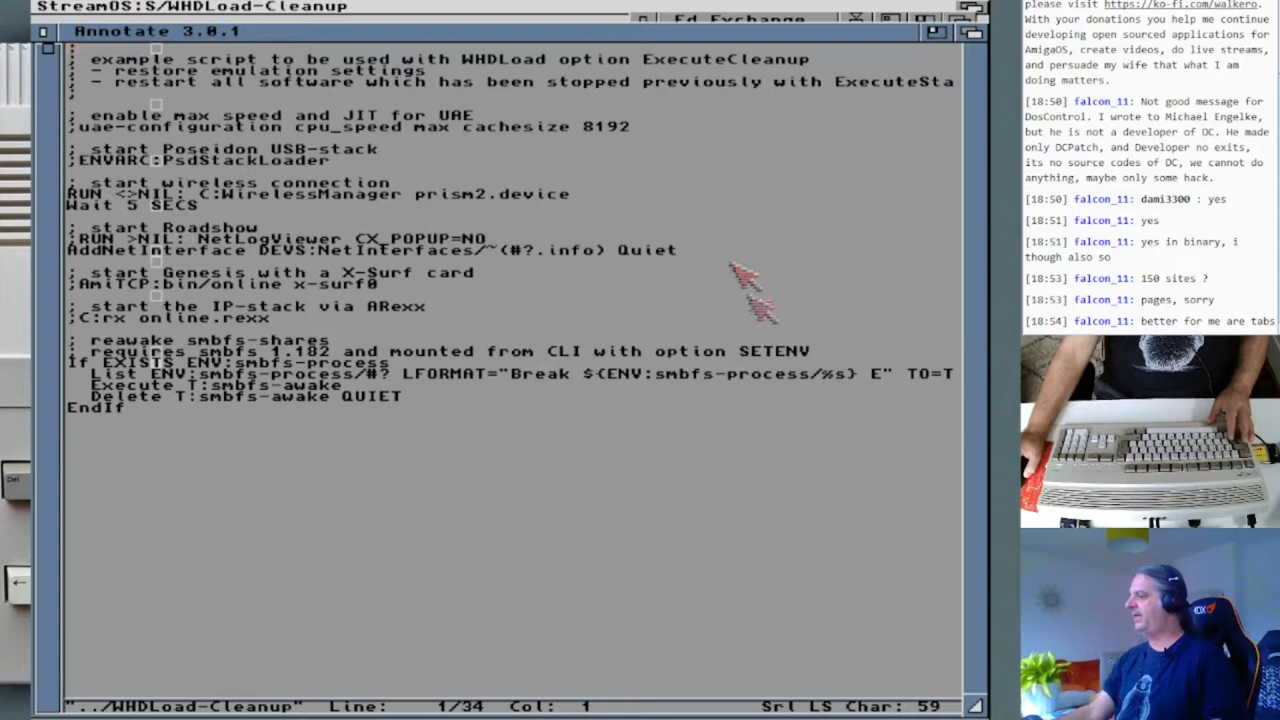 StreamOS:S/WHDLoad-Cleanup
Ed Exchange
Annotate 3.0.1
;
; example script to be used with WHDLoad option ExecuteCleanup
; - restore emulation settings
; - restart all software which has been stopped previously with ExecuteSta
;
; enable max speed and JIT for UAE
;uae-configuration cpu_speed max cachesize 8192
; start Poseidon USB-stack
;ENVARC:PsdStackLoader
; start wireless connection
RUN <>NIL: C:WirelessManager prism2.device
Wait 5 SECS
; start Roadshow
;RUN >NIL: NetLogViewer CX_POPUP=NO
AddNetInterface DEVS:NetInterfaces/~(#?.info) Quiet
; start Genesis with a X-Surf card
;AmiTCP:bin/online x-surf0
; start the IP-stack via ARexx
;C:rx online.rexx
; reawake smbfs-shares
; requires smbfs 1.182 and mounted from CLI with option SETENV
If EXISTS ENV:smbfs-process
List ENV:smbfs-process/#? LFORMAT="Break ${ENV:smbfs-process/%s} E" TO=T
Execute T:smbfs-awake
Delete T:smbfs-awake QUIET
EndIf
"../WHDLoad-Cleanup" Line: 1/34 Col: 1 Srl LS Char: 59
Del
please visit https://ko-fi.com/walkero.
With your donations you help me continue
developing open sourced applications for
AmigaOS, create videos, do live streams,
and persuade my wife that what I am
doing matters.
[18:50] falcon_11: Not good message for
DosControl. I wrote to Michael Engelke,
but he is not a developer of DC. He made
only DCPatch, and Developer no exits,
its no source codes of DC, we cannot do
anything, maybe only some hack.
[18:50] falcon_11: dami3300 : yes
[18:51] falcon_11: yes
[18:51] falcon_11: yes in binary, i
though also so
[18:53] falcon_11: 150 sites ?
[18:53] falcon_11: pages, sorry
[18:54] falcon_11: better for me are tabs